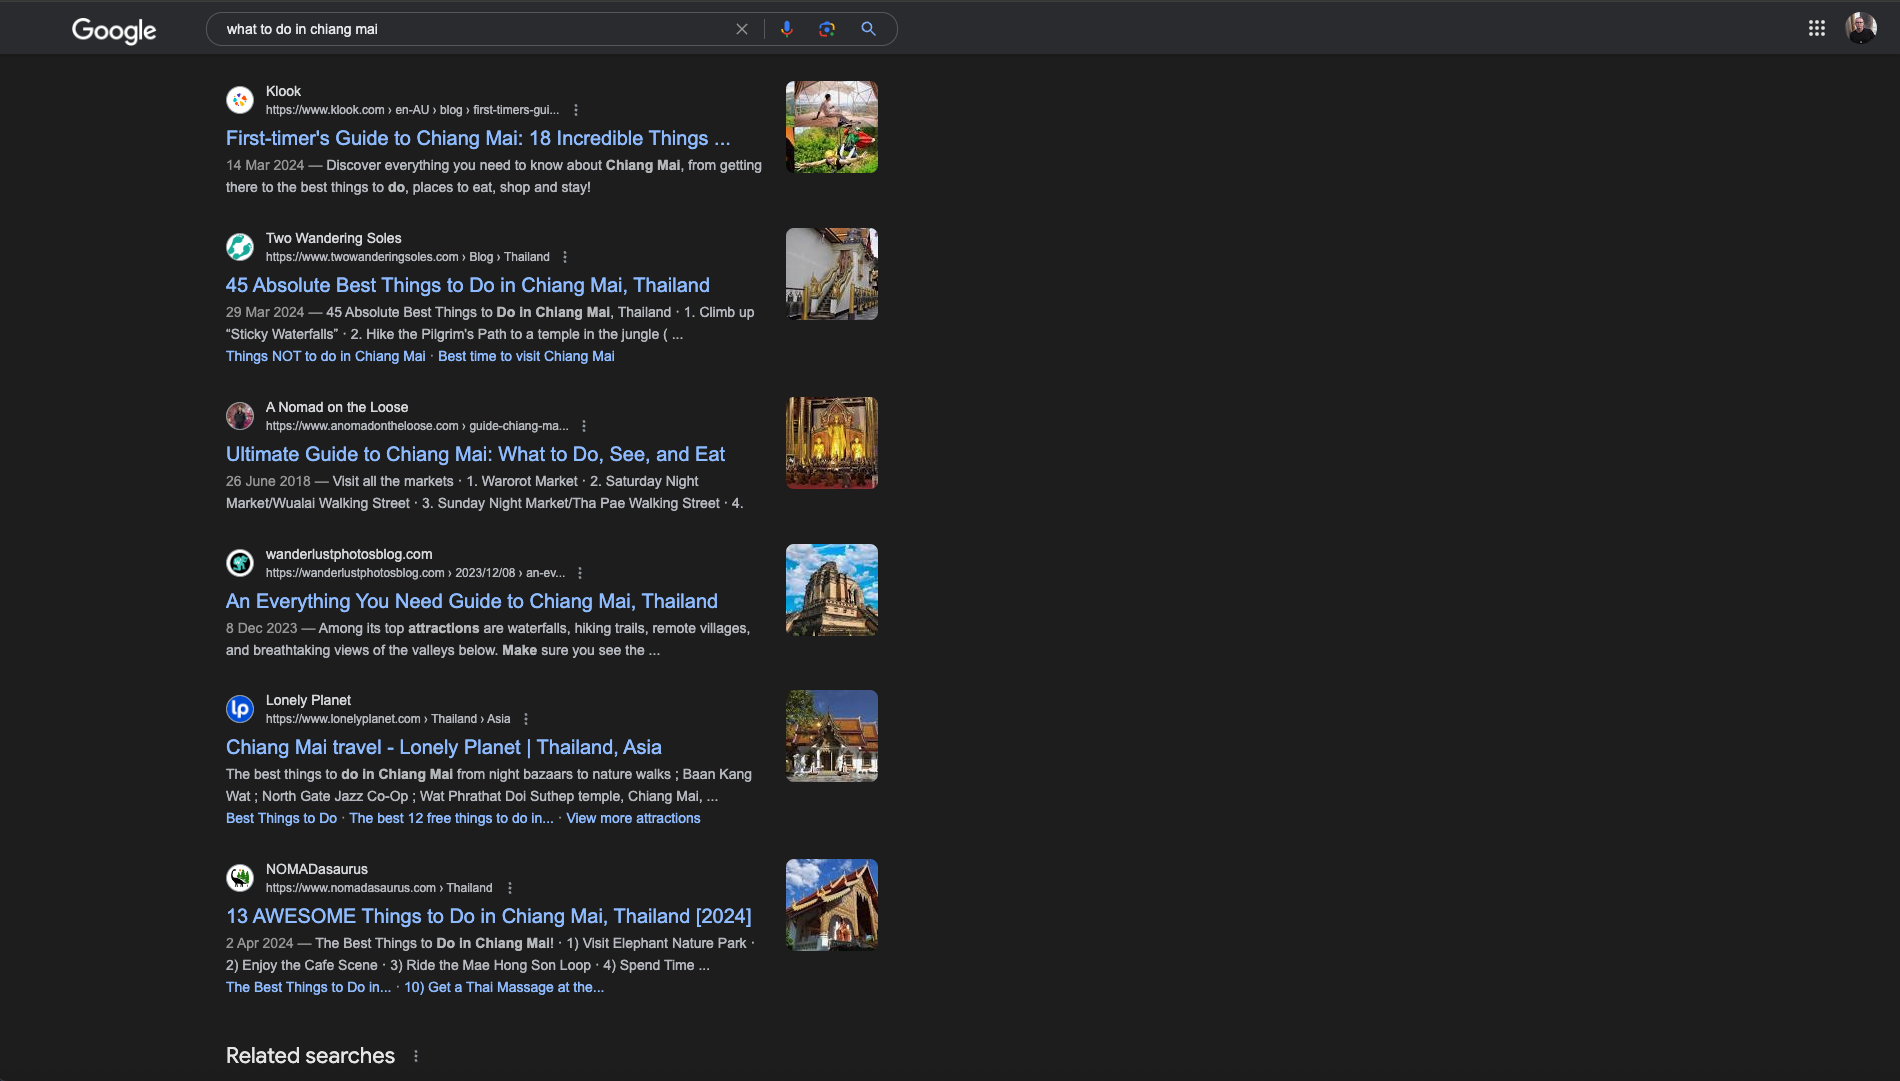 Google
what to do in chiang mai
Klook
https://www.klook.com › en-AU › blog › first-timers-gui...
First-timer's Guide to Chiang Mai: 18 Incredible Things ...
14 Mar 2024 — Discover everything you need to know about Chiang Mai, from getting
there to the best things to do, places to eat, shop and stay!
Two Wandering Soles
https://www.twowanderingsoles.com › Blog › Thailand
45 Absolute Best Things to Do in Chiang Mai, Thailand
29 Mar 2024 — 45 Absolute Best Things to Do in Chiang Mai, Thailand · 1. Climb up
“Sticky Waterfalls” · 2. Hike the Pilgrim's Path to a temple in the jungle ( ...
Things NOT to do in Chiang Mai · Best time to visit Chiang Mai
A Nomad on the Loose
https://www.anomadontheloose.com › guide-chiang-ma...
Ultimate Guide to Chiang Mai: What to Do, See, and Eat
26 June 2018 — Visit all the markets · 1. Warorot Market · 2. Saturday Night
Market/Wualai Walking Street · 3. Sunday Night Market/Tha Pae Walking Street · 4.
wanderlustphotosblog.com
https://wanderlustphotosblog.com › 2023/12/08 › an-ev...
An Everything You Need Guide to Chiang Mai, Thailand
8 Dec 2023 — Among its top attractions are waterfalls, hiking trails, remote villages,
and breathtaking views of the valleys below. Make sure you see the ...
lp
Lonely Planet
https://www.lonelyplanet.com › Thailand › Asia
Chiang Mai travel - Lonely Planet | Thailand, Asia
The best things to do in Chiang Mai from night bazaars to nature walks ; Baan Kang
Wat ; North Gate Jazz Co-Op ; Wat Phrathat Doi Suthep temple, Chiang Mai, ...
Best Things to Do · The best 12 free things to do in... · View more attractions
NOMADasaurus
https://www.nomadasaurus.com › Thailand
13 AWESOME Things to Do in Chiang Mai, Thailand [2024]
2 Apr 2024 — The Best Things to Do in Chiang Mai! · 1) Visit Elephant Nature Park ·
2) Enjoy the Cafe Scene · 3) Ride the Mae Hong Son Loop · 4) Spend Time ...
The Best Things to Do in... · 10) Get a Thai Massage at the...
Related searches